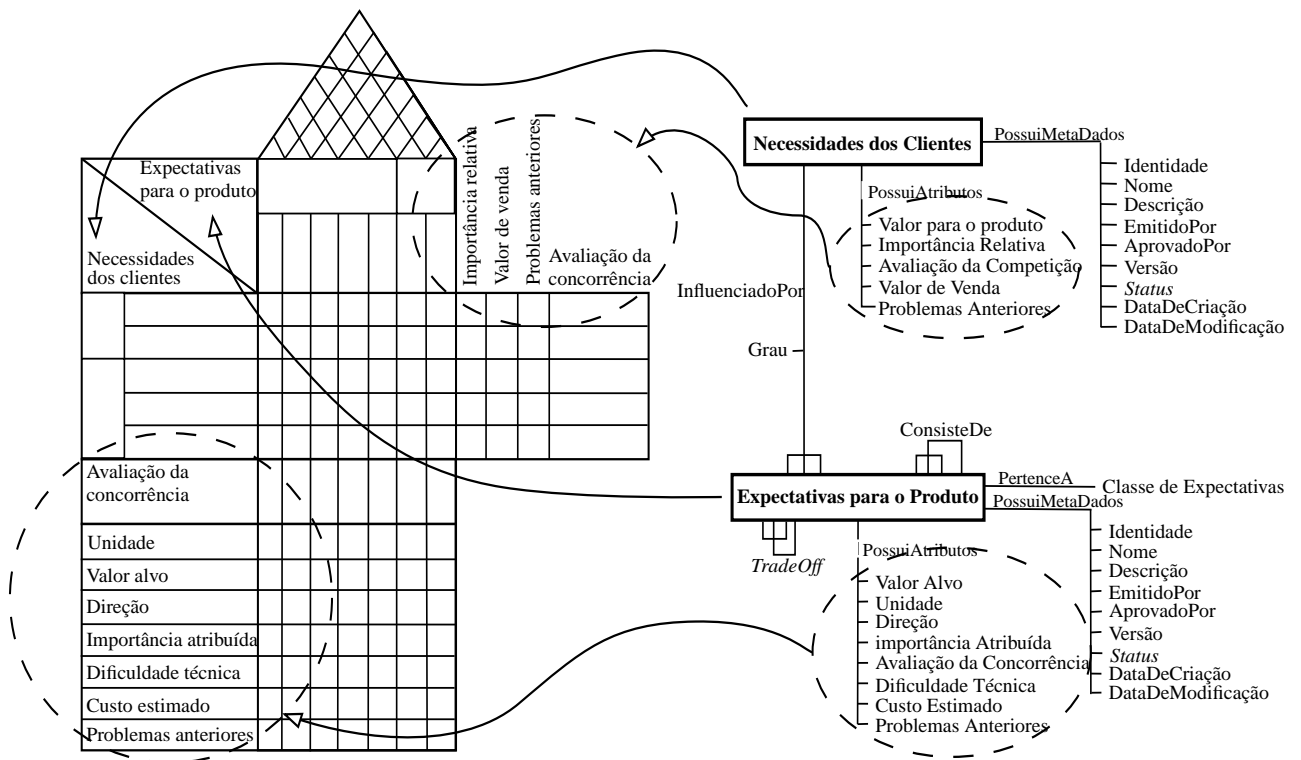 Expectativas
para o produto
Necessidades
dos clientes
Importância relativa
Valor de venda
Problemas anteriores
Avaliação da
concorrência
Avaliação da
concorrência
Unidade
Valor alvo
Direção
Importância atribuída
Dificuldade técnica
Custo estimado
Problemas anteriores
Necessidades dos Clientes
PossuiMetaDados
Identidade
Nome
Descrição
EmitidoPor
AprovadoPor
Versão
Status
DataDeCriação
DataDeModificação
PossuiAtributos
Valor para o produto
Importância Relativa
Avaliação da Competição
Valor de Venda
Problemas Anteriores
InfluenciadoPor
Grau
ConsisteDe
Expectativas para o Produto
PertenceA
Classe de Expectativas
PossuiMetaDados
Identidade
Nome
Descrição
EmitidoPor
AprovadoPor
Versão
Status
DataDeCriação
DataDeModificação
TradeOff
PossuiAtributos
Valor Alvo
Unidade
Direção
importância Atribuída
Avaliação da Concorrência
Dificuldade Técnica
Custo Estimado
Problemas Anteriores